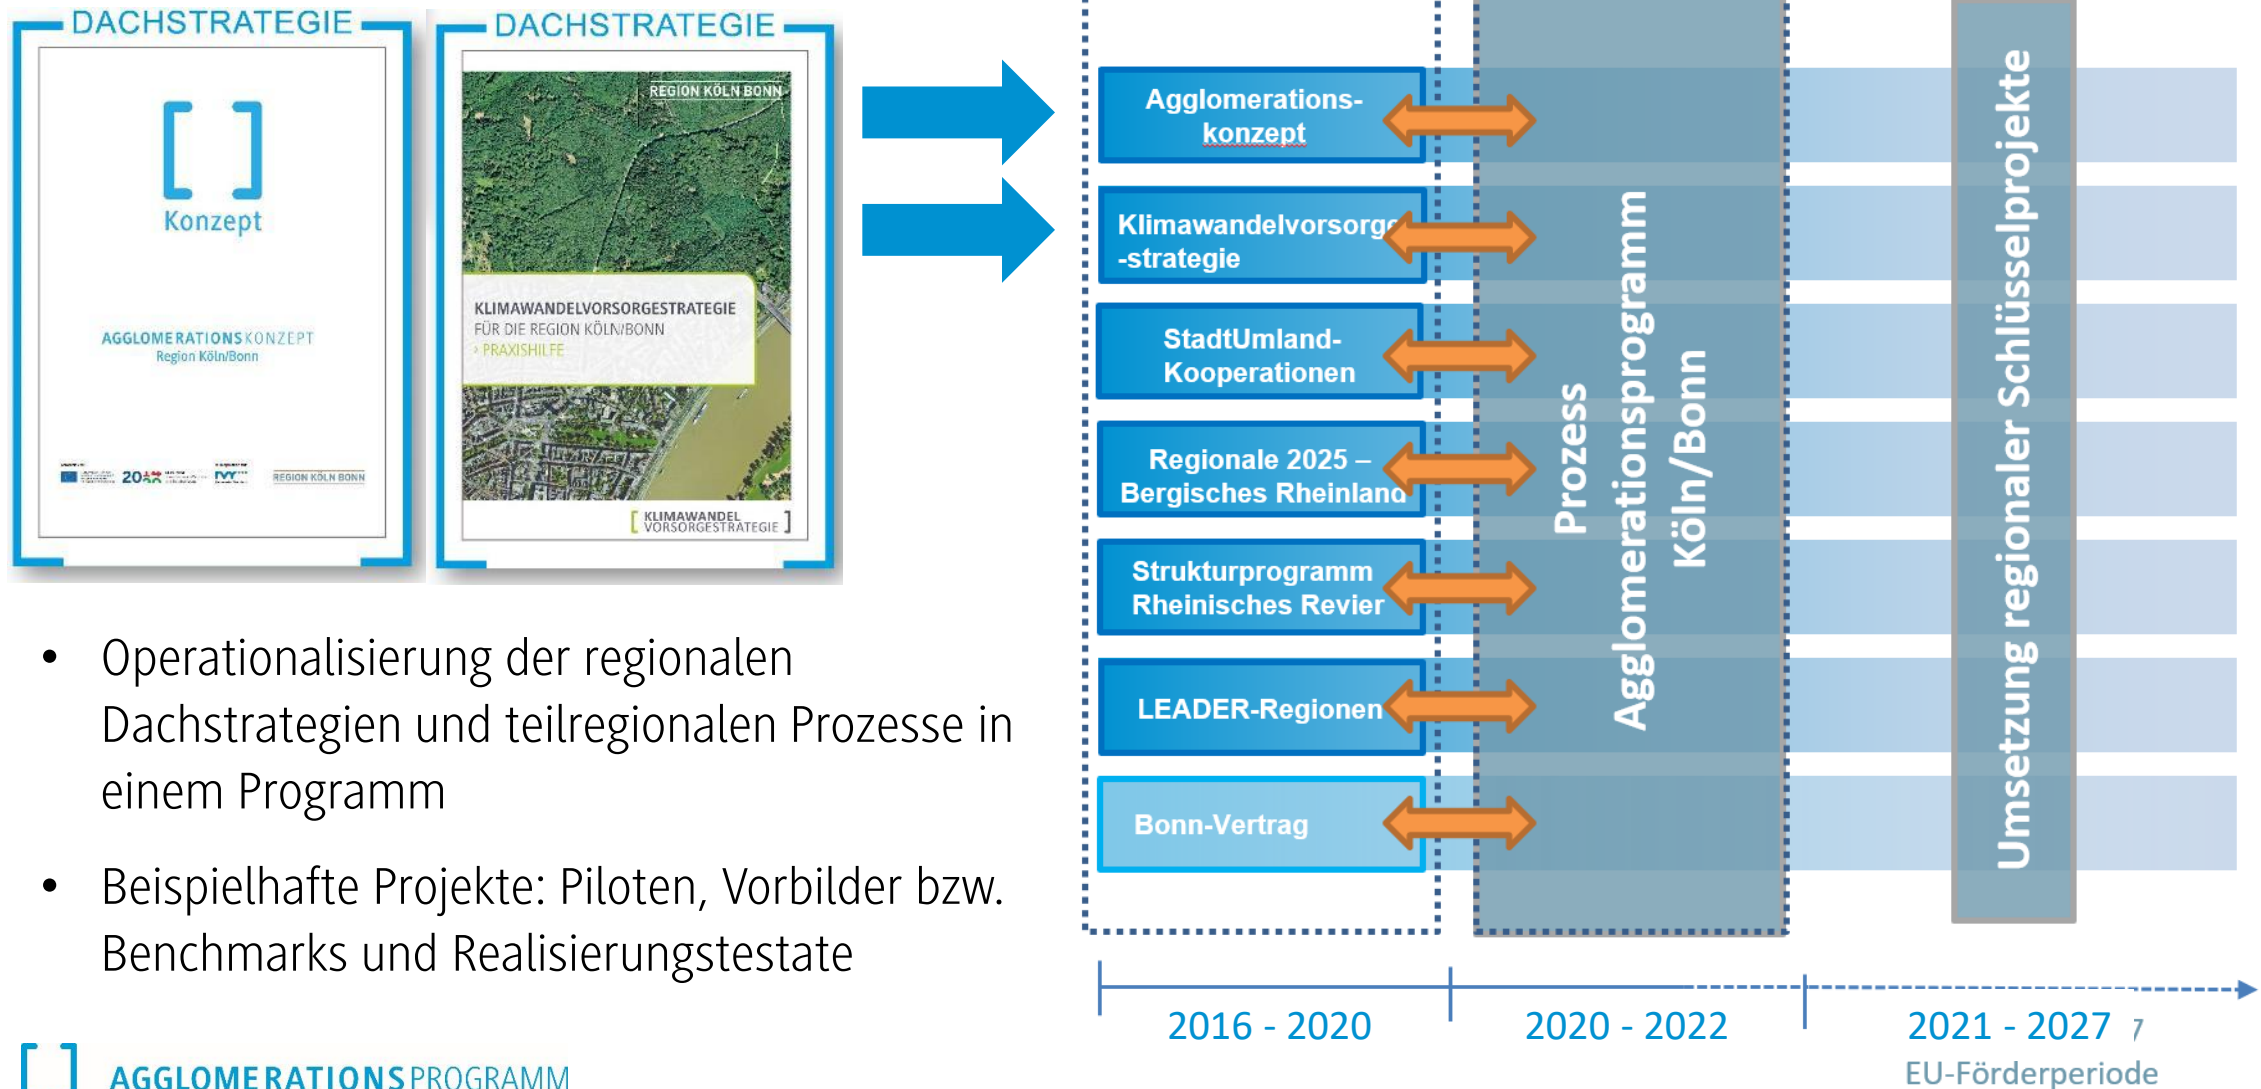 DACHSTRATEGIE
Konzept
AGGLOMERATIONSKONZEPT
Region Köln/Bonn
REGION KÖLN BONN
DACHSTRATEGIE
REGION KÖLN BONN
KLIMAWANDELVORSORGESTRATEGIE
FÜR DIE REGION KÖLN/BONN
› PRAXISHILFE
KLIMAWANDEL
VORSORGESTRATEGIE
• Operationalisierung der regionalen
Dachstrategien und teilregionalen Prozesse in
einem Programm
• Beispielhafte Projekte: Piloten, Vorbilder bzw.
Benchmarks und Realisierungstestate
AGGLOMERATIONSPROGRAMM
Agglomerations-
konzept
Klimawandelvorsorge
-strategie
StadtUmland-
Kooperationen
Regionale 2025 –
Bergisches Rheinland
Strukturprogramm
Rheinisches Revier
LEADER-Regionen
Bonn-Vertrag
Prozess
Agglomerationsprogramm
Köln/Bonn
Umsetzung regionaler Schlüsselprojekte
2016 - 2020
2020 - 2022
2021 - 2027
7
EU-Förderperiode